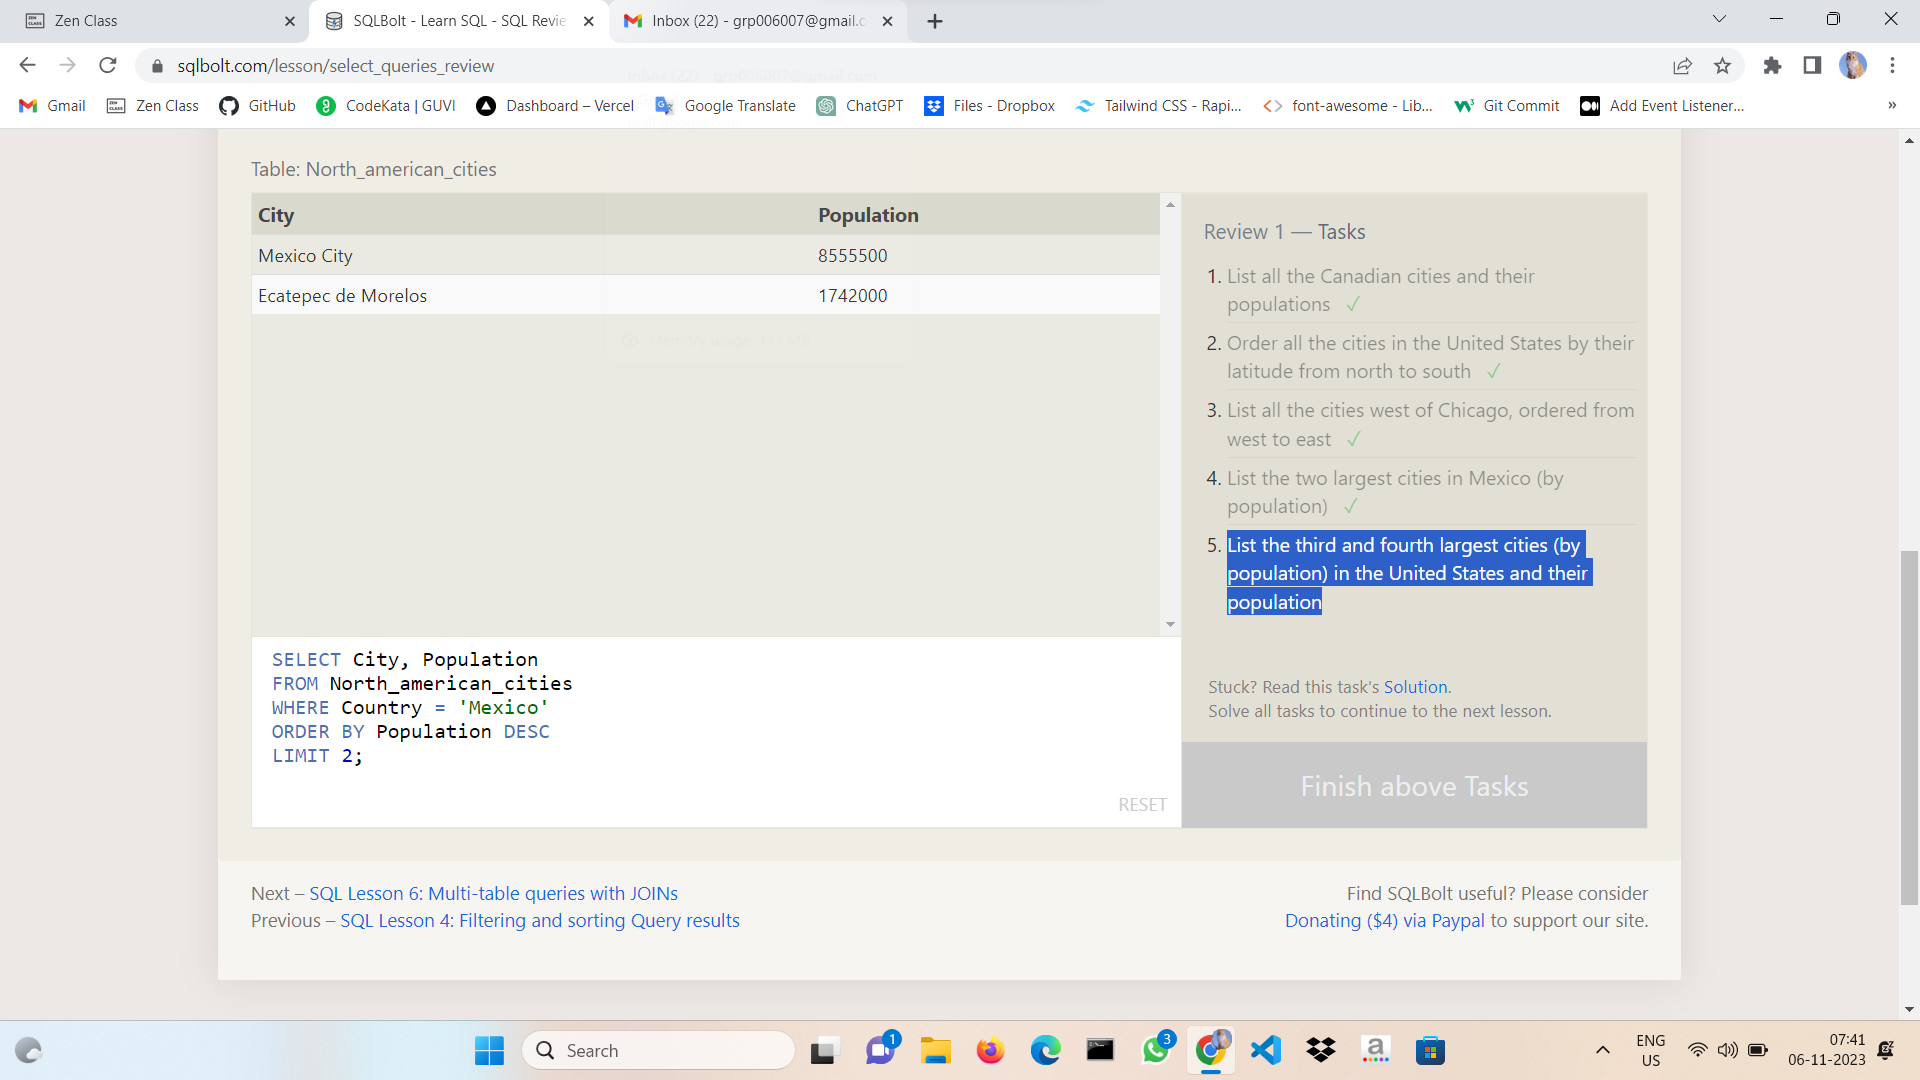 Zen Class
SQLBolt - Learn SQL - SQL Revie
Inbox (22) - grp006007@gmail.c
sqlbolt.com/lesson/select_queries_review
Gmail
Zen Class
GitHub
CodeKata | GUVI
Dashboard – Vercel
Google Translate
ChatGPT
Files - Dropbox
Tailwind CSS - Rapi...
font-awesome - Lib...
Git Commit
Add Event Listener...
»
Table: North_american_cities
City Population
Mexico City 8555500
Ecatepec de Morelos 1742000
SELECT City, Population
FROM North_american_cities
WHERE Country = 'Mexico'
ORDER BY Population DESC
LIMIT 2;
RESET
Review 1 — Tasks
1. List all the Canadian cities and their
populations ✓
2. Order all the cities in the United States by their
latitude from north to south ✓
3. List all the cities west of Chicago, ordered from
west to east ✓
4. List the two largest cities in Mexico (by
population) ✓
5. List the third and fourth largest cities (by
population) in the United States and their
population
Stuck? Read this task's Solution.
Solve all tasks to continue to the next lesson.
Finish above Tasks
Next – SQL Lesson 6: Multi-table queries with JOINs
Previous – SQL Lesson 4: Filtering and sorting Query results
Find SQLBolt useful? Please consider
Donating ($4) via Paypal to support our site.
Search
1
3
ENG
US
07:41
06-11-2023